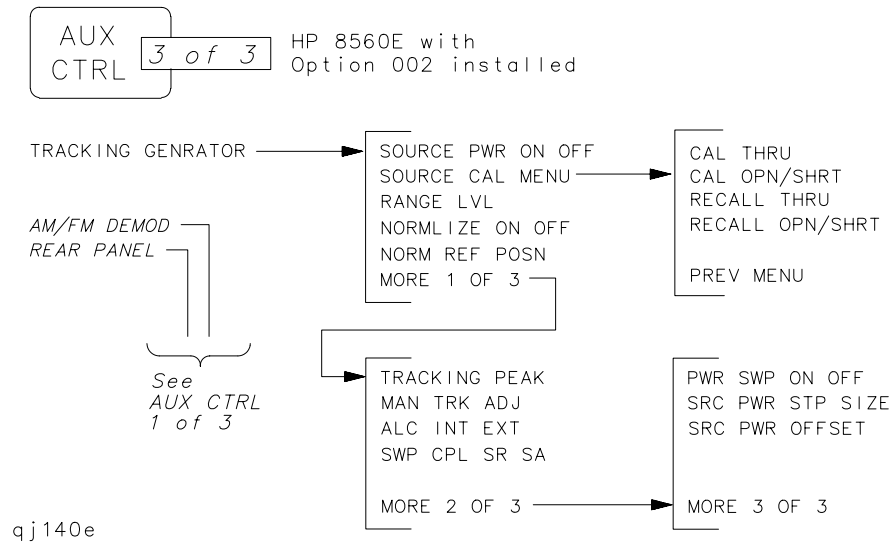 AUX
CTRL
3 of 3
HP 8560E with
Option 002 installed
TRACKING GENRATOR
AM/FM DEMOD
REAR PANEL
See
AUX CTRL
1 of 3
SOURCE PWR ON OFF
SOURCE CAL MENU
RANGE LVL
NORMLIZE ON OFF
NORM REF POSN
MORE 1 OF 3
CAL THRU
CAL OPN/SHRT
RECALL THRU
RECALL OPN/SHRT
PREV MENU
TRACKING PEAK
MAN TRK ADJ
ALC INT EXT
SWP CPL SR SA
MORE 2 OF 3
PWR SWP ON OFF
SRC PWR STP SIZE
SRC PWR OFFSET
MORE 3 OF 3
qj140e